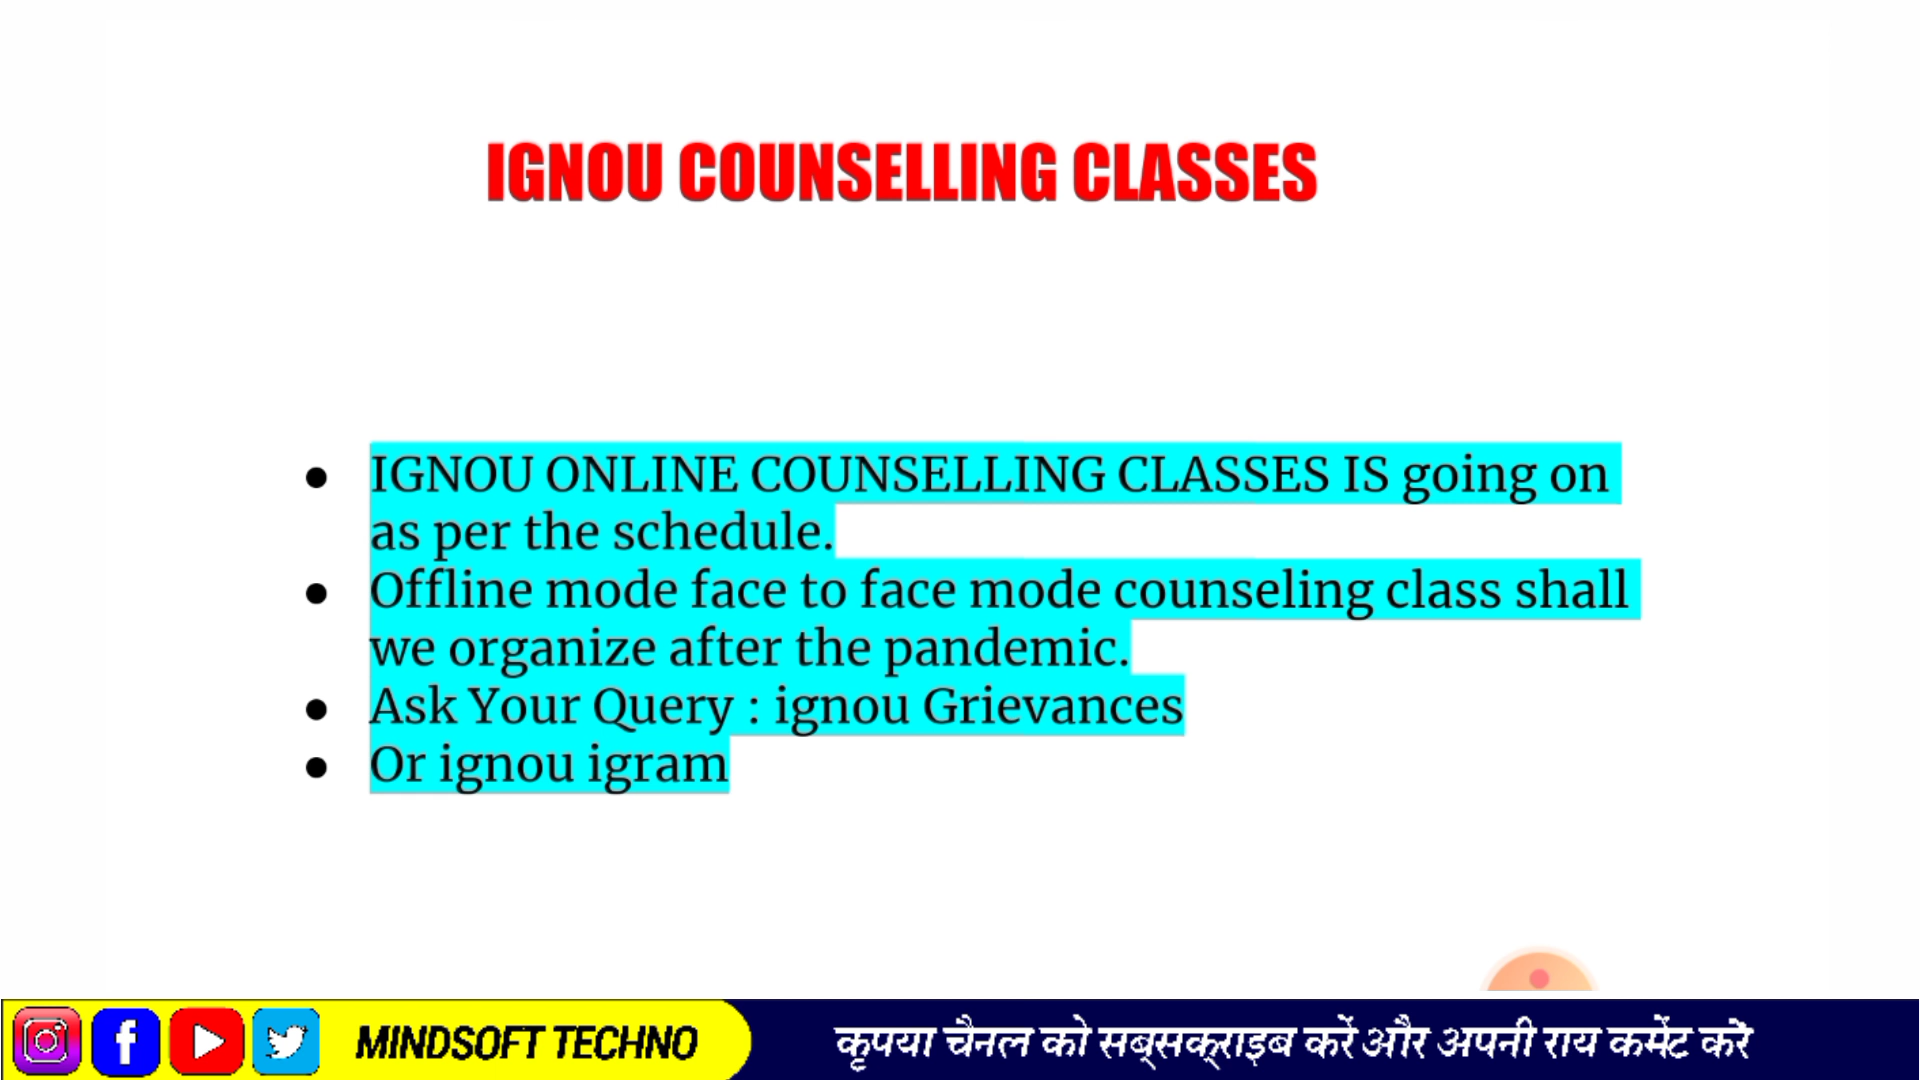 IGNOU COUNSELLING CLASSES
● IGNOU ONLINE COUNSELLING CLASSES IS going on
as per the schedule.
● Offline mode face to face mode counseling class shall
we organize after the pandemic.
● Ask Your Query : ignou Grievances
● Or ignou igram
MINDSOFT TECHNO
कृपया चैनल को सब्सक्राइब करें और अपनी राय कमेंट करें